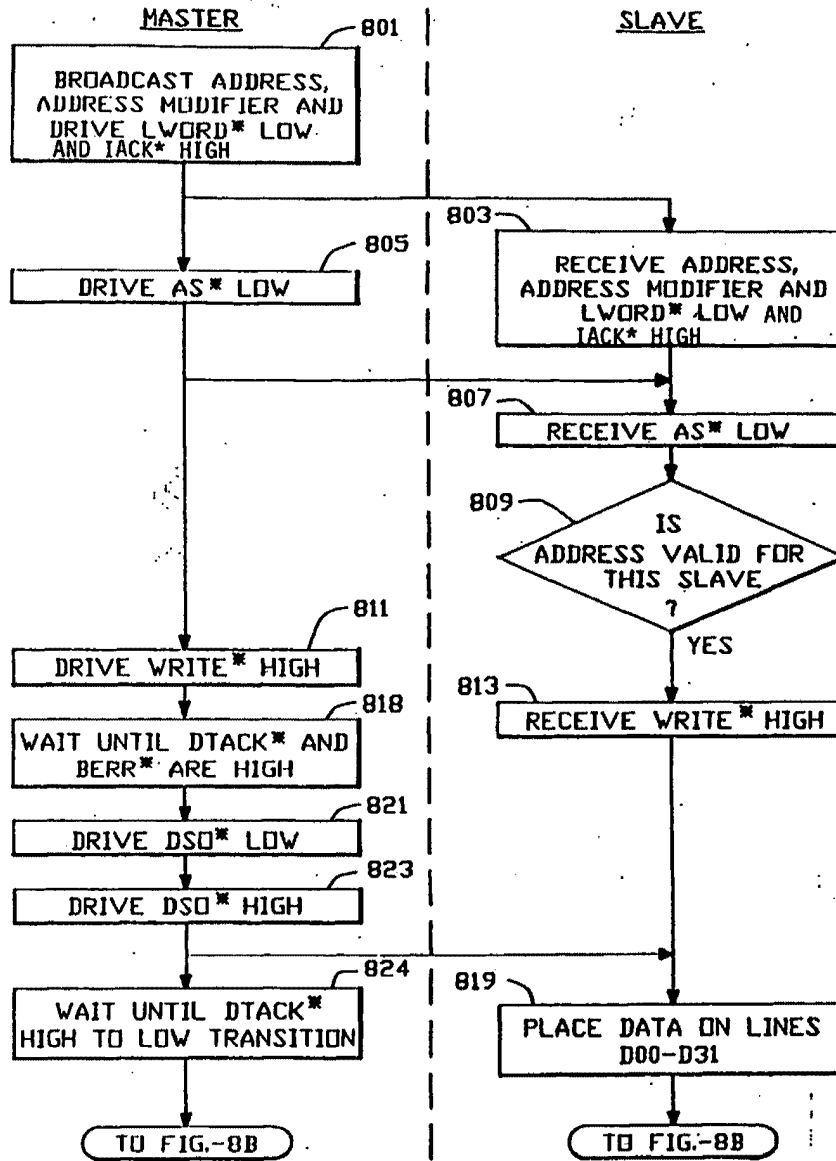 MASTER
SLAVE
801
BROADCAST ADDRESS,
ADDRESS MODIFIER AND
DRIVE LWORD* LOW
AND IACK* HIGH
803
RECEIVE ADDRESS,
ADDRESS MODIFIER AND
LWORD* LOW AND
IACK* HIGH
805
DRIVE AS* LOW
807
RECEIVE AS* LOW
809
IS
ADDRESS VALID FOR
THIS SLAVE
?
YES
811
DRIVE WRITE* HIGH
813
RECEIVE WRITE* HIGH
818
WAIT UNTIL DTACK* AND
BERR* ARE HIGH
821
DRIVE DS0* LOW
823
DRIVE DS0* HIGH
824
WAIT UNTIL DTACK*
HIGH TO LOW TRANSITION
819
PLACE DATA ON LINES
D00-D31
TO FIG.-8B
TO FIG.-8B